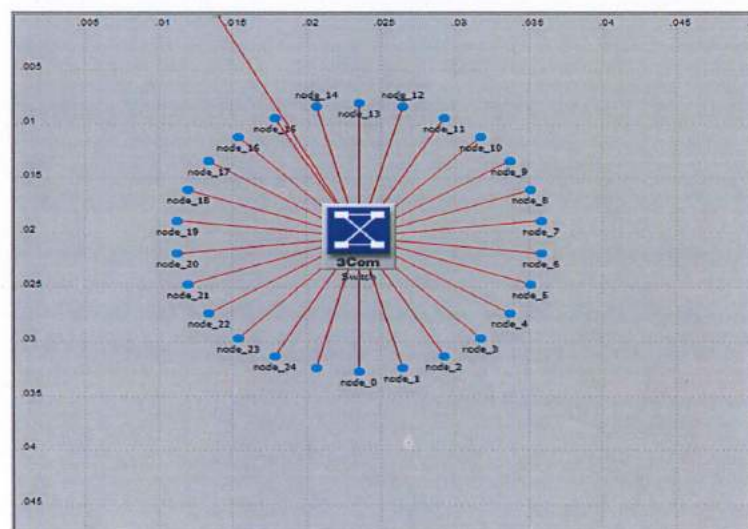 .005 .01 .015 .02 .025 .03 .035 .04 .045
.005
node_14 node_12
node_13
.01
node_15 node_11
node_16 node_10
node_17 node_9
.015
node_18 node_8
.02
node_19 node_7
node_20 node_6
3Com
Switch
.025
node_21 node_5
node_22 node_4
.03
node_23 node_3
node_24 node_0 node_1 node_2
.035
.04
.045